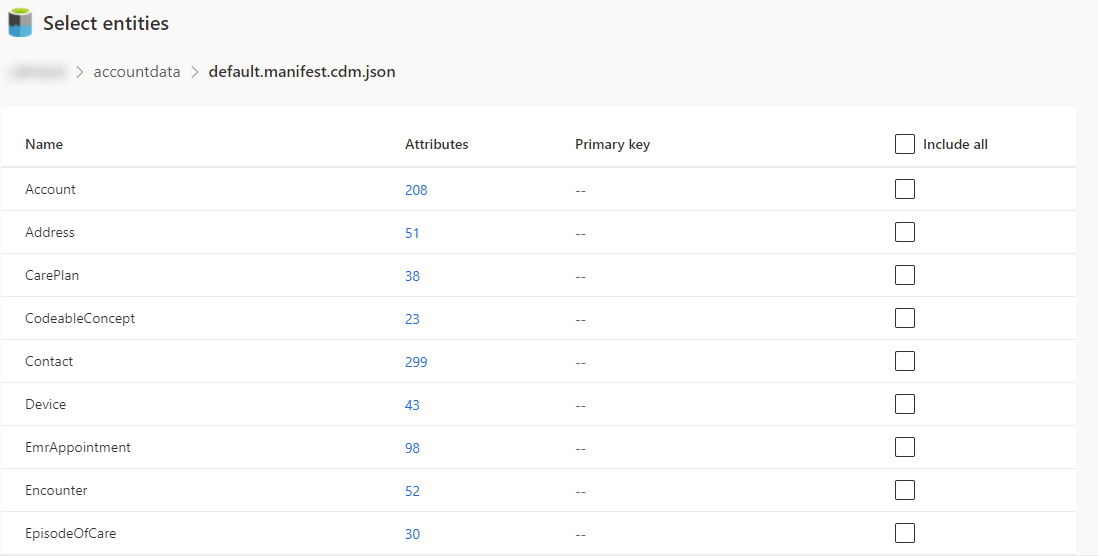 Select entities
accountdata > default.manifest.cdm.json
Name Attributes Primary key Include all
Account 208 --
Address 51 --
CarePlan 38 --
CodeableConcept 23 --
Contact 299 --
Device 43 --
EmrAppointment 98 --
Encounter 52 --
EpisodeOfCare 30 --